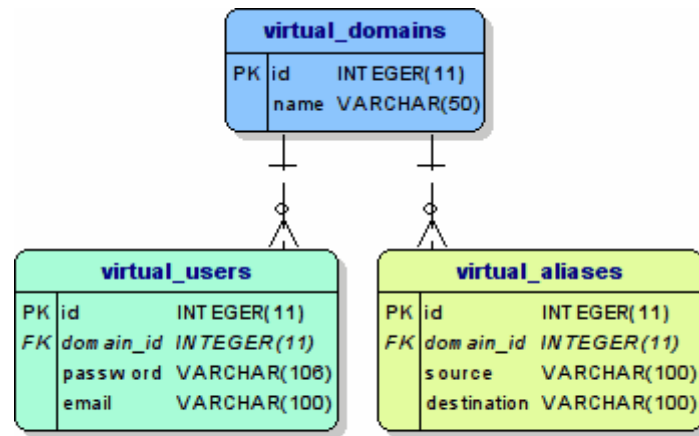 virtual_domains
PK id INTEGER(11)
name VARCHAR(50)
virtual_users
PK id INTEGER(11)
FK domain_id INTEGER(11)
password VARCHAR(106)
email VARCHAR(100)
virtual_aliases
PK id INTEGER(11)
FK domain_id INTEGER(11)
source VARCHAR(100)
destination VARCHAR(100)